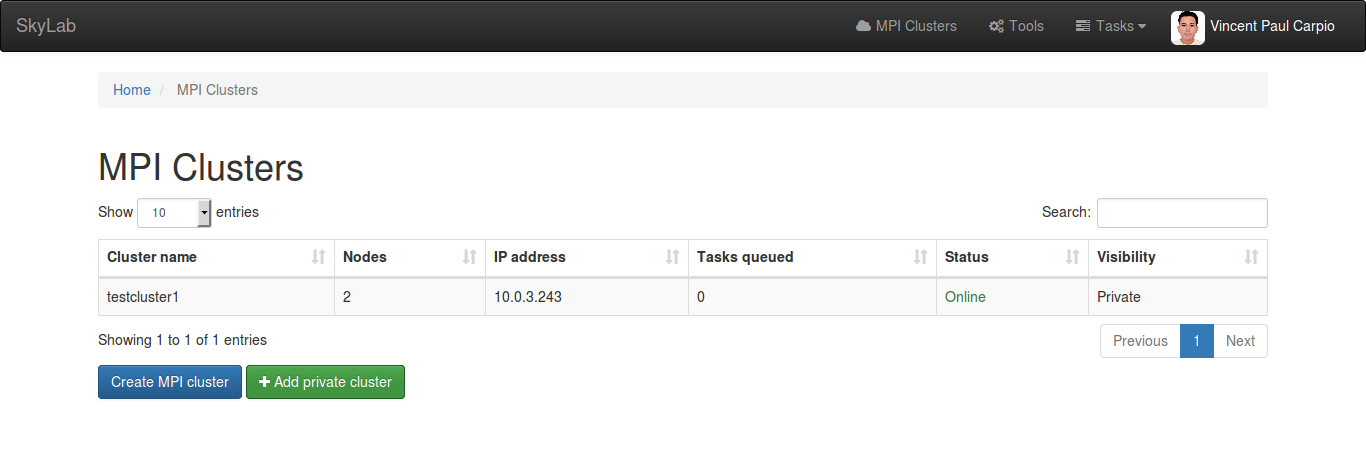 SkyLab MPI Clusters Tools Tasks Vincent Paul Carpio
Home / MPI Clusters
MPI Clusters
Show 10 entries Search:
Cluster name Nodes IP address Tasks queued Status Visibility
testcluster1 2 10.0.3.243 0 Online Private
Showing 1 to 1 of 1 entries Previous 1 Next
Create MPI cluster Add private cluster